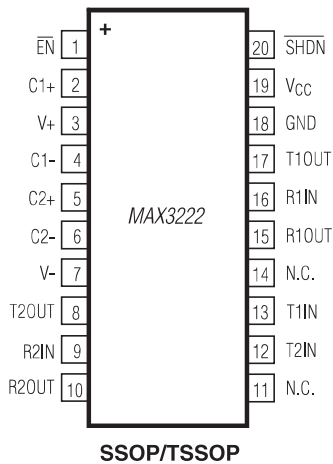 +
EN 1
20 SHDN
C1+ 2
19 VCC
V+ 3
18 GND
C1- 4
17 T1OUT
C2+ 5
16 R1IN
MAX3222
C2- 6
15 R1OUT
V- 7
14 N.C.
T2OUT 8
13 T1IN
R2IN 9
12 T2IN
R2OUT 10
11 N.C.
SSOP/TSSOP